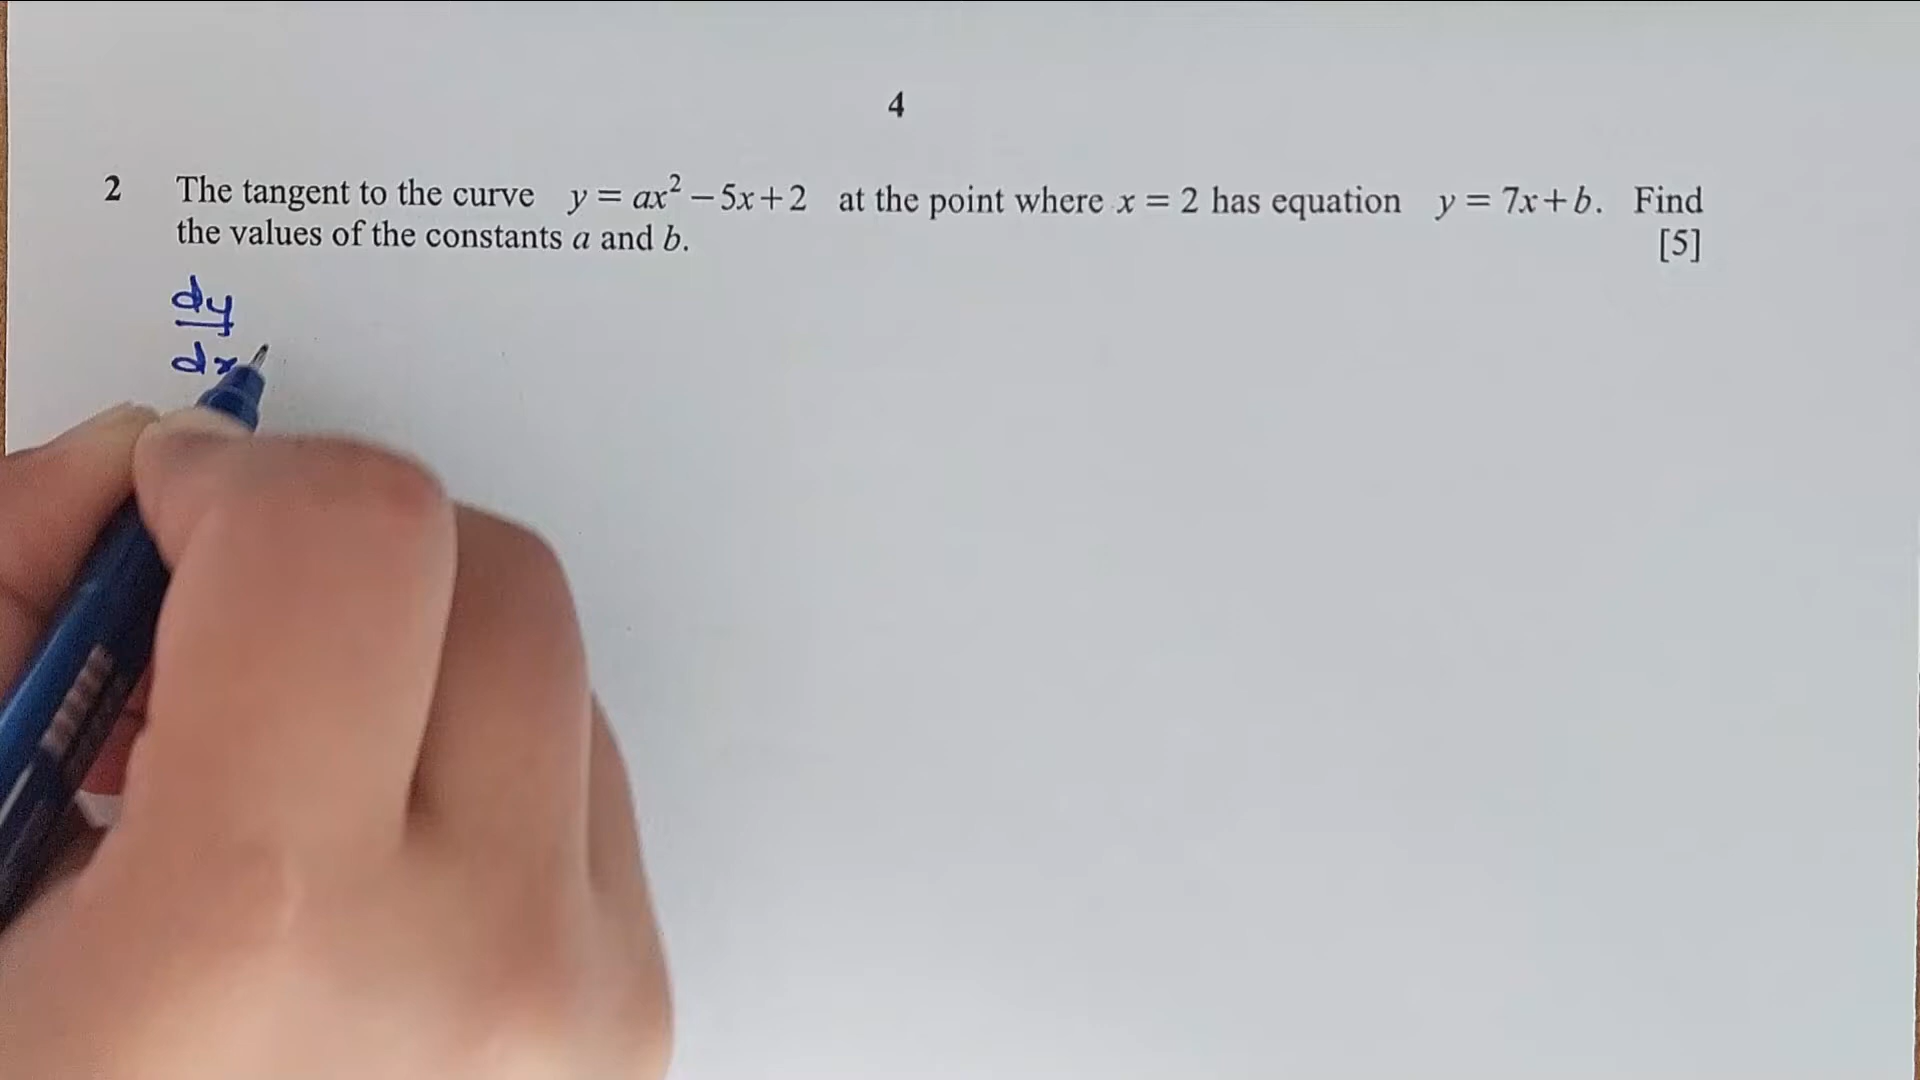 4
2 The tangent to the curve y = ax² − 5x + 2 at the point where x = 2 has equation y = 7x + b. Find
the values of the constants a and b. [5]
dy
dx